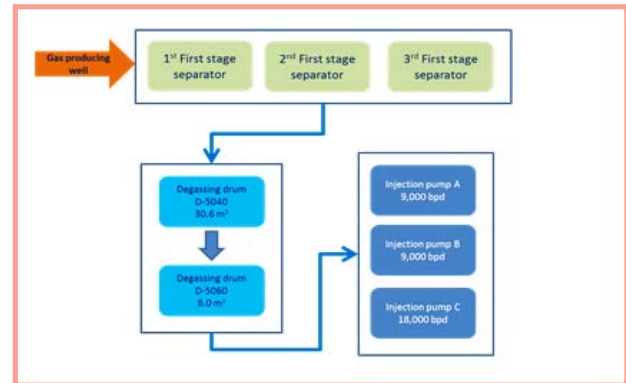 Gas producing
well
1st First stage
separator
2nd First stage
separator
3rd First stage
separator
Degassing drum
D-5040
30.6 m³
Degassing drum
D-5060
8.0 m³
Injection pump A
9,000 bpd
Injection pump B
9,000 bpd
Injection pump C
18,000 bpd